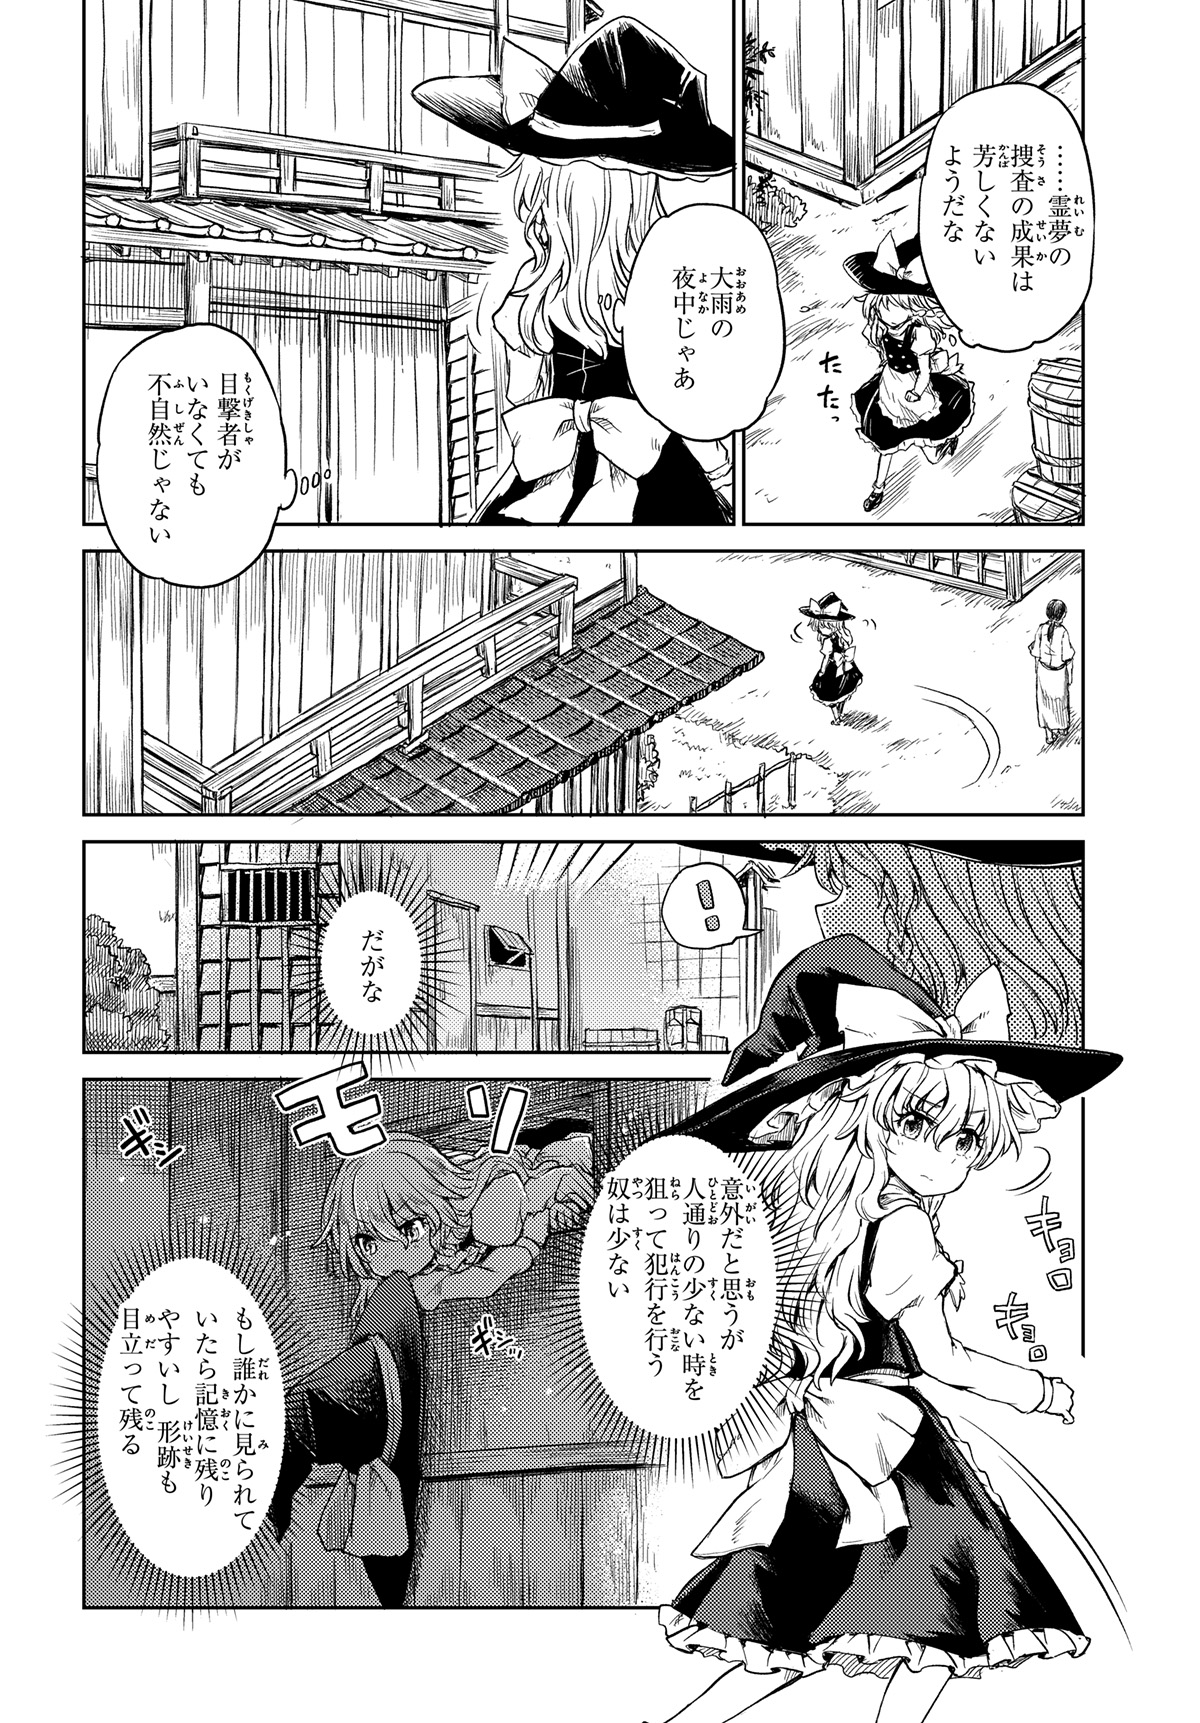 ……霊夢の
捜査の成果は
芳しくない
ようだな
たたっ
大雨の
夜中じゃあ
目撃者が
いなくても
不自然じゃない
!!
だがな
キョロ
キョロ
意外だと思うが
人通りの少ない時を
狙って犯行を行う
奴は少ない
モソ
ギシ
ギシッ…
もし誰かに見られて
いたら記憶に残り
やすいし 形跡も
目立って残る